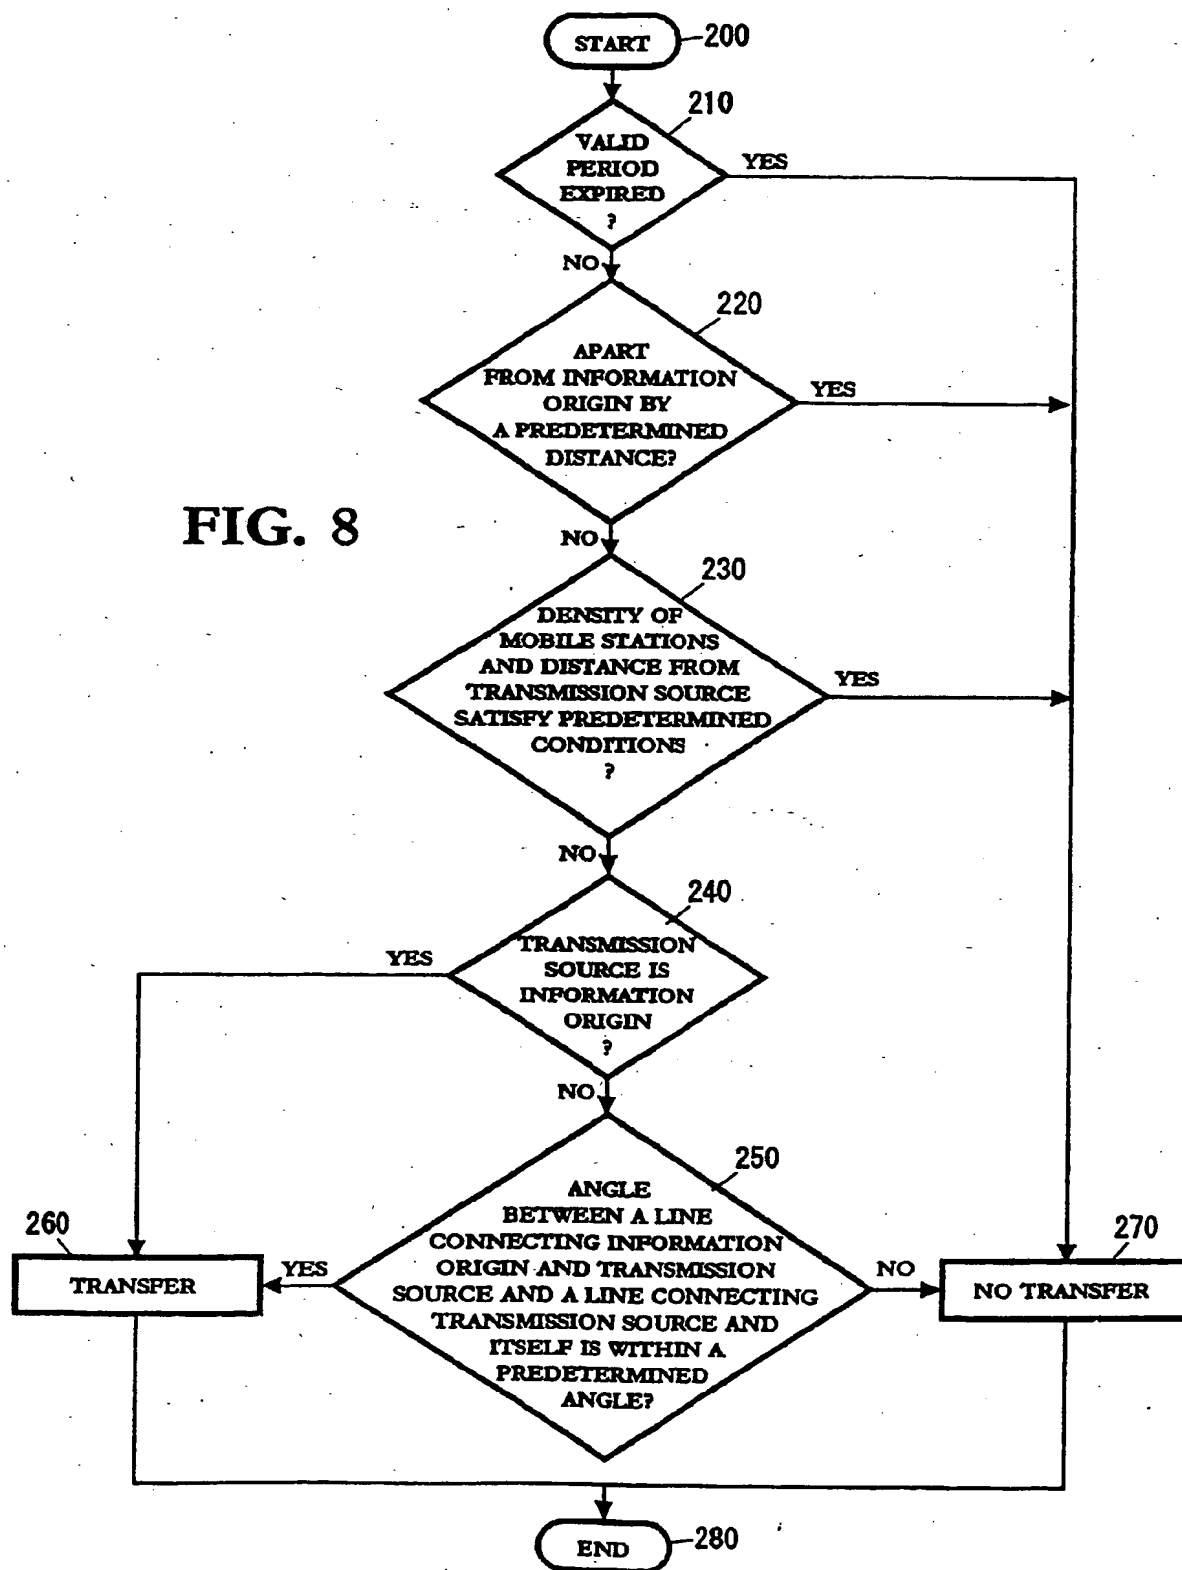 START
200
210
VALID
PERIOD
EXPIRED
?
YES
NO
220
APART
FROM INFORMATION
ORIGIN BY
A PREDETERMINED
DISTANCE?
YES
FIG. 8
NO
230
DENSITY OF
MOBILE STATIONS
AND DISTANCE FROM
TRANSMISSION SOURCE
SATISFY PREDETERMINED
CONDITIONS
?
YES
NO
240
TRANSMISSION
SOURCE IS
INFORMATION
ORIGIN
?
YES
NO
250
ANGLE
BETWEEN A LINE
CONNECTING INFORMATION
ORIGIN AND TRANSMISSION
SOURCE AND A LINE CONNECTING
TRANSMISSION SOURCE AND
ITSELF IS WITHIN A
PREDETERMINED
ANGLE?
260
TRANSFER
YES
NO
270
NO TRANSFER
END
280